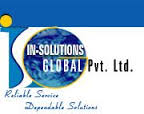 IN-SOLUTIONS
GLOBAL Pvt. Ltd.
Reliable Service
Dependable Solutions